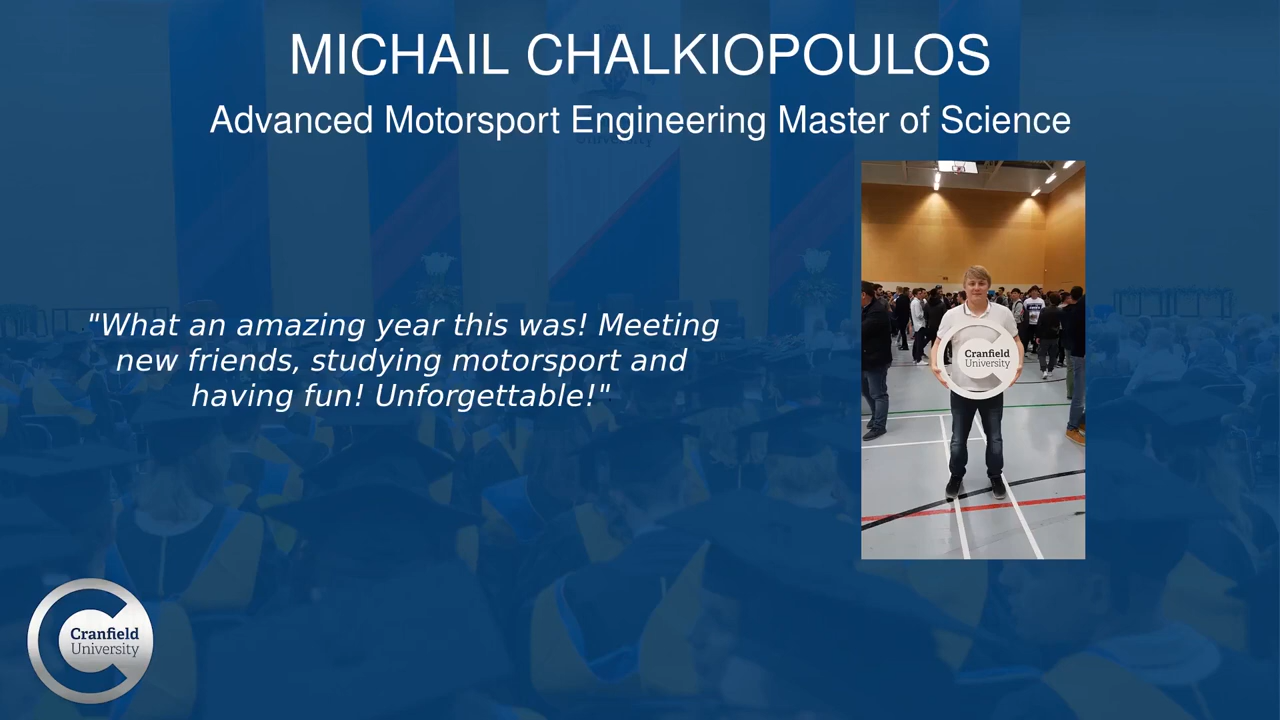 MICHAIL CHALKIOPOULOS
Advanced Motorsport Engineering Master of Science
"What an amazing year this was! Meeting
new friends, studying motorsport and
having fun! Unforgettable!"
Cranfield
University
Cranfield
University